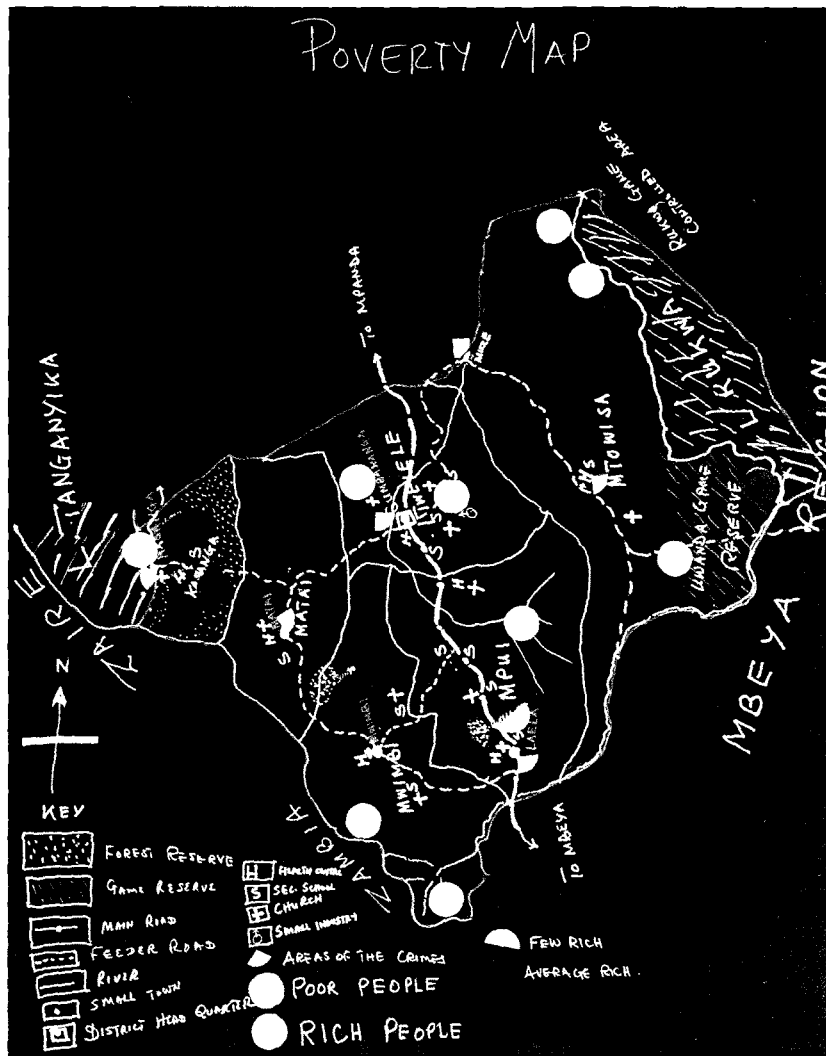 POVERTY MAP
RUKWA GAME
CONTROLLED AREA
TO MPANDA
TANGANYIKA
L. RUKWA
REGION
MTOWISA
UWANDA GAME
RESERVE
MBEYA
ZAIRE
MATAI
MPUI
MWIMBI
ZAMBIA
TO MBEYA
N
H
S
KEY
FOREST RESERVE
GAME RESERVE
MAIN ROAD
FEEDER ROAD
RIVER
SMALL TOWN
DISTRICT HEAD QUARTER
H HEALTH CENTRE
S SEC. SCHOOL
CHURCH
SMALL INDUSTRY
AREAS OF THE CRIMES
POOR PEOPLE
RICH PEOPLE
FEW RICH
AVERAGE RICH.